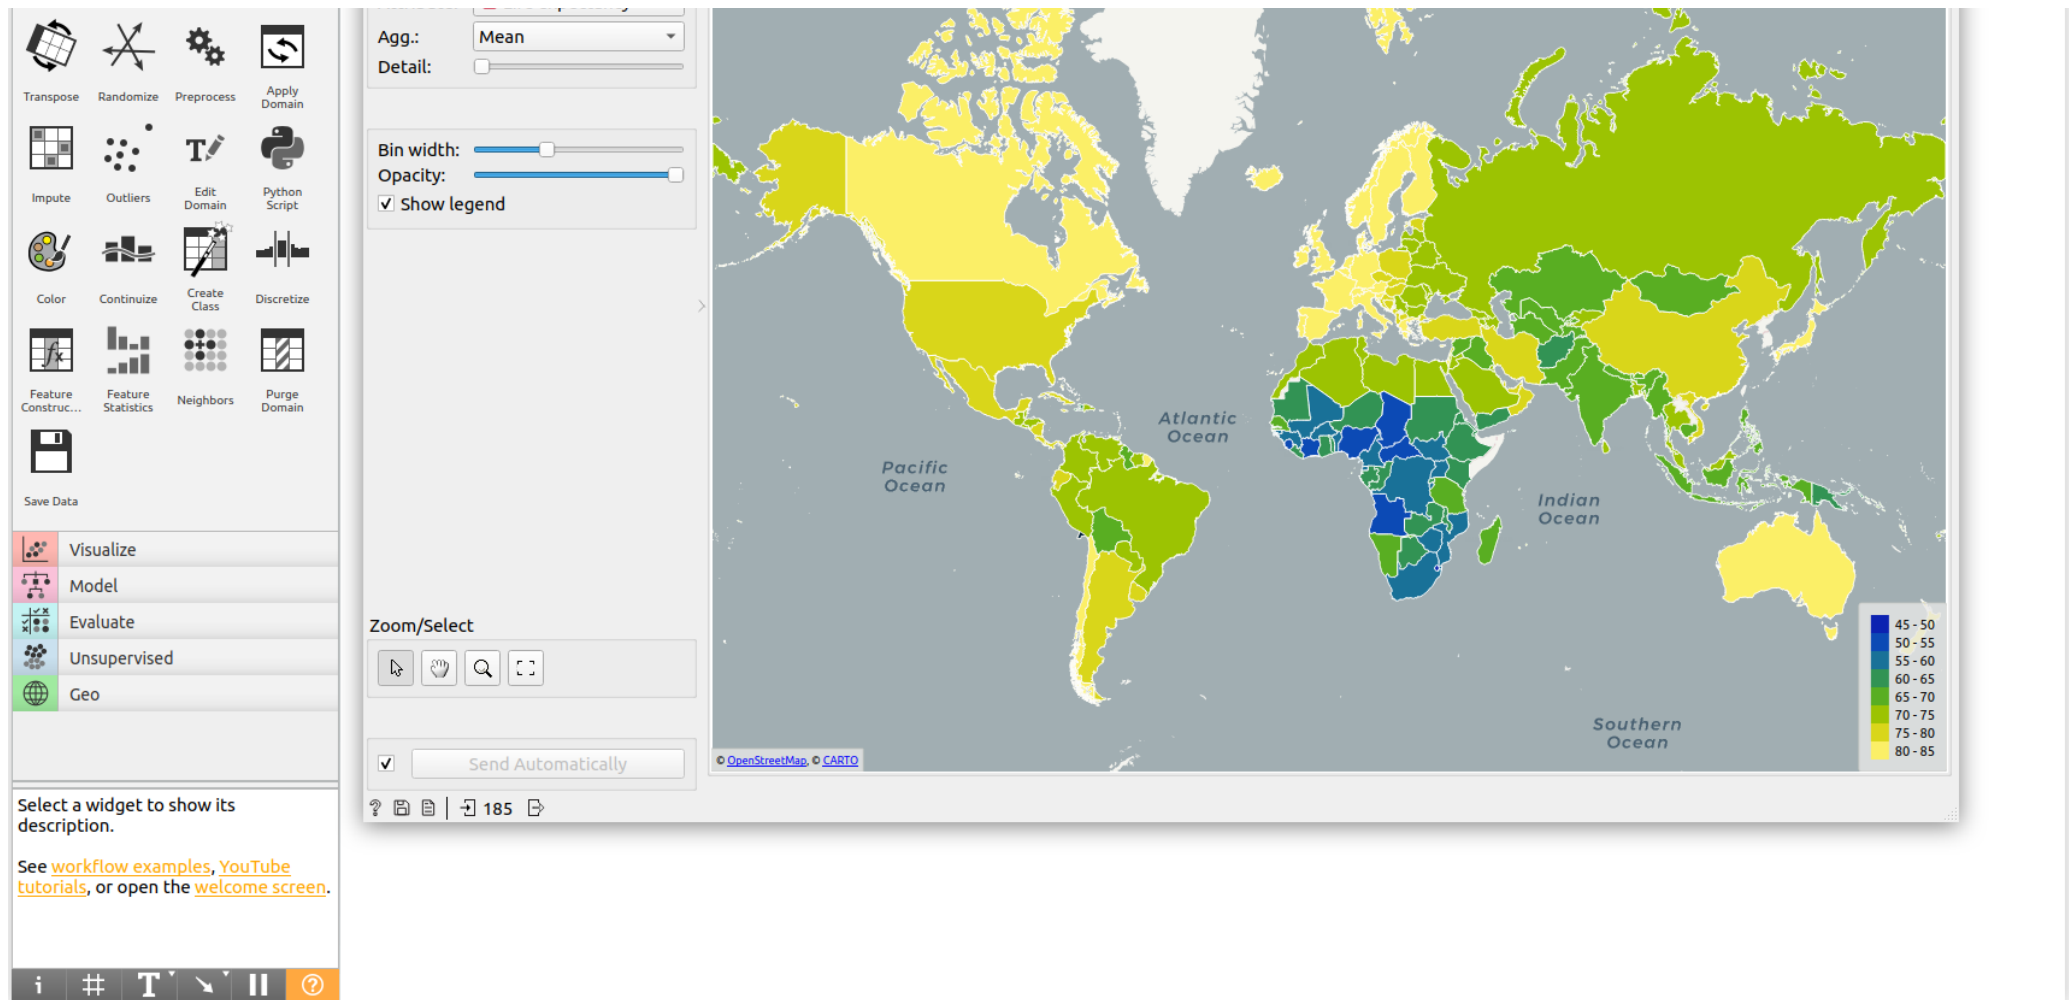 Agg.:
Mean
Detail:
Transpose
Randomize
Preprocess
Apply
Domain
Bin width:
Opacity:
Show legend
Impute
Outliers
Edit
Domain
Python
Script
Color
Continuize
Create
Class
Discretize
Feature
Construc...
Feature
Statistics
Neighbors
Purge
Domain
Save Data
Visualize
Model
Evaluate
Unsupervised
Geo
Zoom/Select
Send Automatically
185
Select a widget to show its
description.
See workflow examples, YouTube
tutorials, or open the welcome screen.
Atlantic
Ocean
Pacific
Ocean
Indian
Ocean
Southern
Ocean
45 - 50
50 - 55
55 - 60
60 - 65
65 - 70
70 - 75
75 - 80
80 - 85
© OpenStreetMap, © CARTO